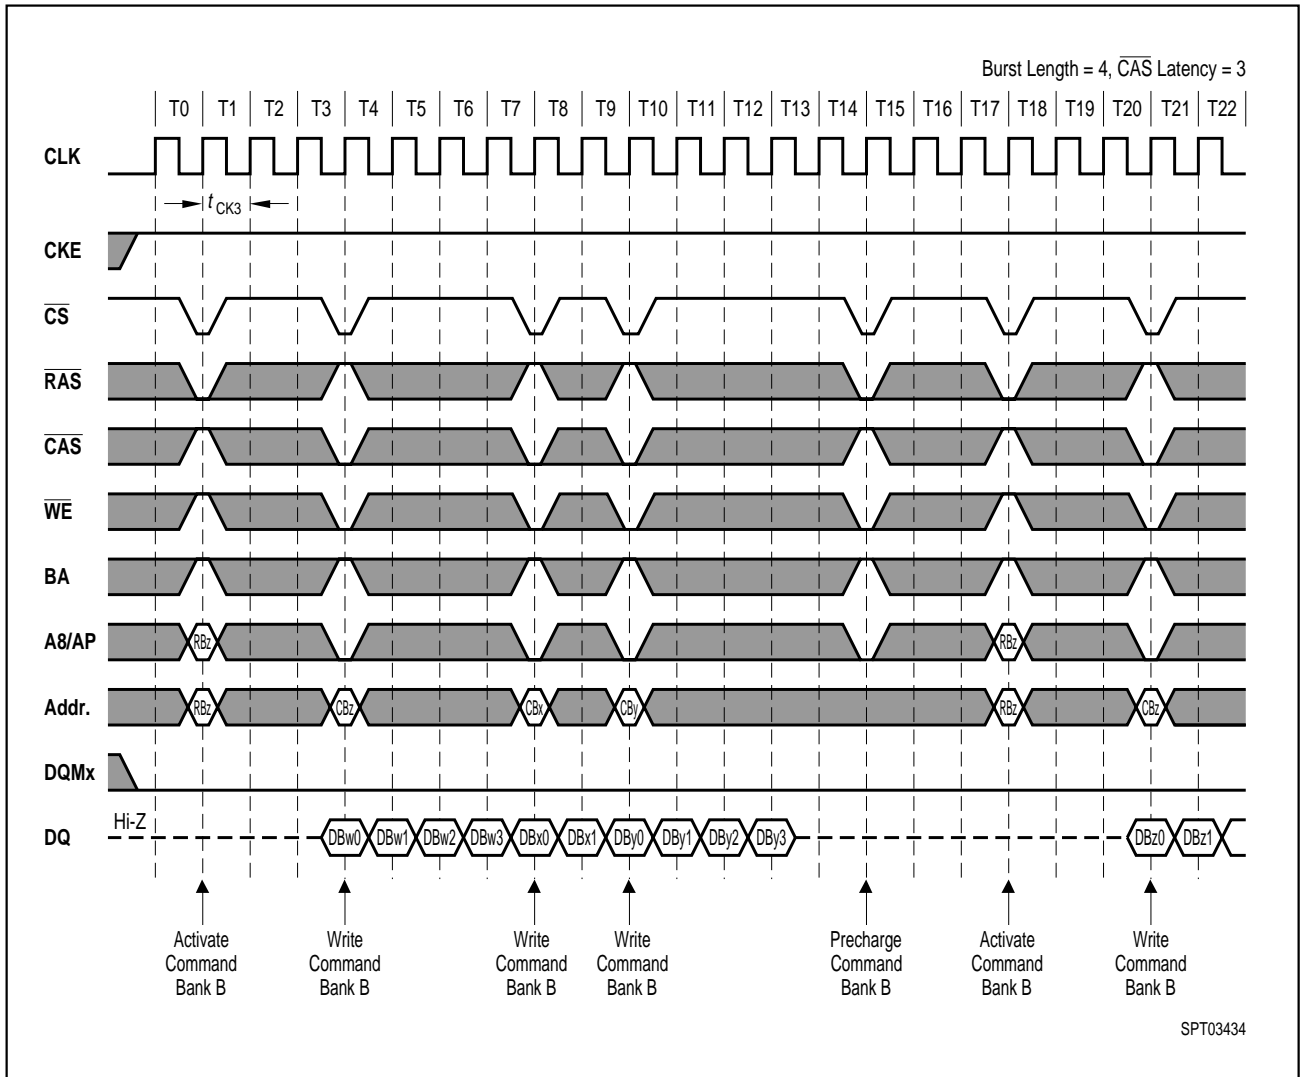 Burst Length = 4, CAS Latency = 3
T0 T1 T2 T3 T4 T5 T6 T7 T8 T9 T10 T11 T12 T13 T14 T15 T16 T17 T18 T19 T20 T21 T22
CLK
t CK3
CKE
CS
RAS
CAS
WE
BA
A8/AP RBz RBz
Addr. RBz CBz CBx CBy RBz CBz
DQMx
DQ Hi-Z DBw0 DBw1 DBw2 DBw3 DBx0 DBx1 DBy0 DBy1 DBy2 DBy3 DBz0 DBz1
Activate Command Bank B
Write Command Bank B
Write Command Bank B
Write Command Bank B
Precharge Command Bank B
Activate Command Bank B
Write Command Bank B
SPT03434